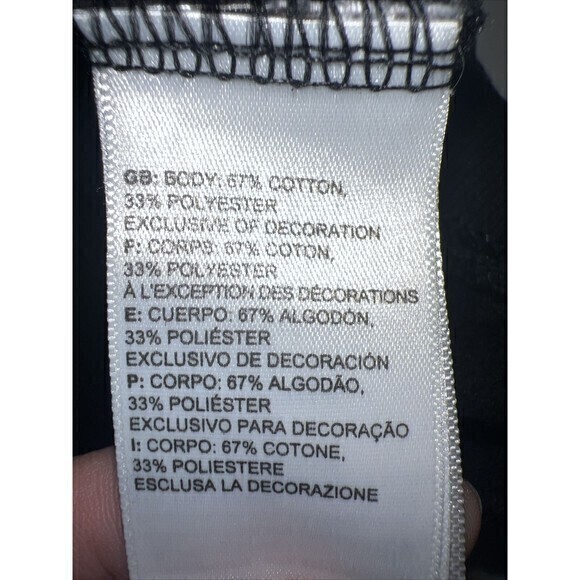 GB: BODY: 67% COTTON,
33% POLYESTER
EXCLUSIVE OF DECORATION
F: CORPS: 67% COTON,
33% POLYESTER
À L'EXCEPTION DES DÉCORATIONS
E: CUERPO: 67% ALGODÓN,
33% POLIÉSTER
EXCLUSIVO DE DECORACIÓN
P: CORPO: 67% ALGODÃO,
33% POLIÉSTER
EXCLUSIVO PARA DECORAÇÃO
I: CORPO: 67% COTONE,
33% POLIESTERE
ESCLUSA LA DECORAZIONE